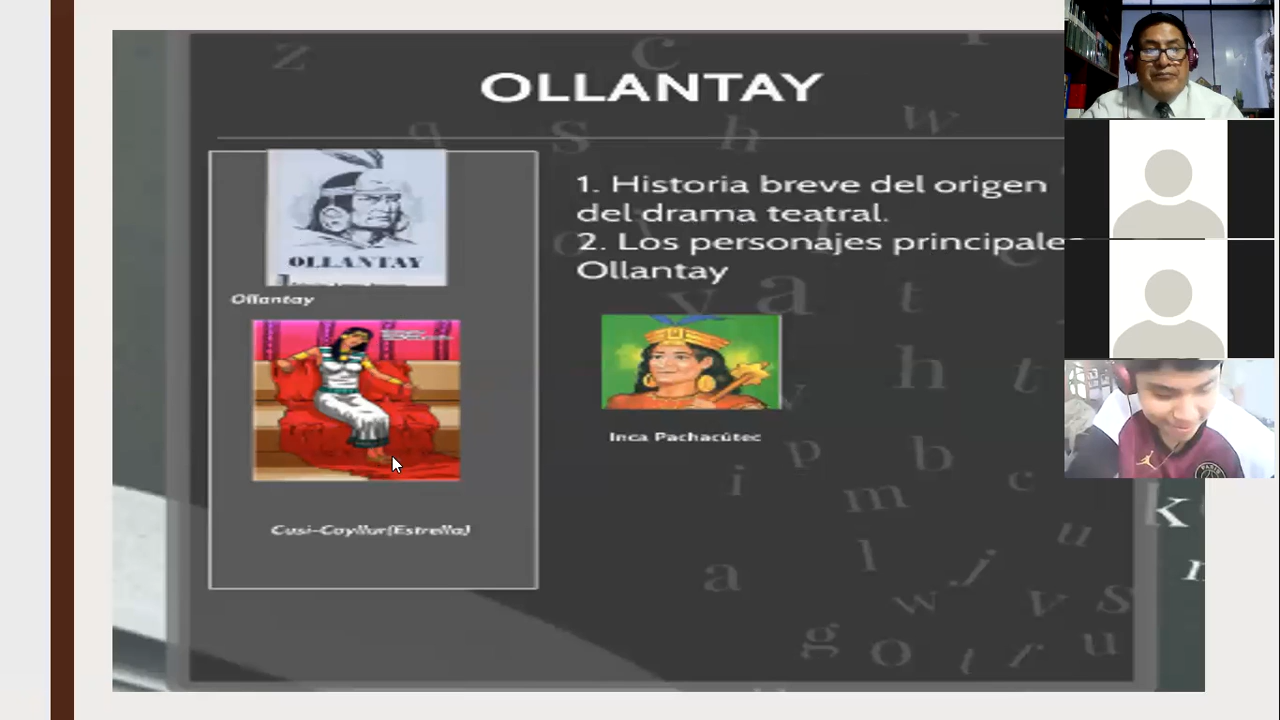 OLLANTAY
OLLANTAY
Ollantay
Cusi-Coyllur(Estrella)
1. Historia breve del origen
del drama teatral.
2. Los personajes principale
Ollantay
Inca Pachacútec